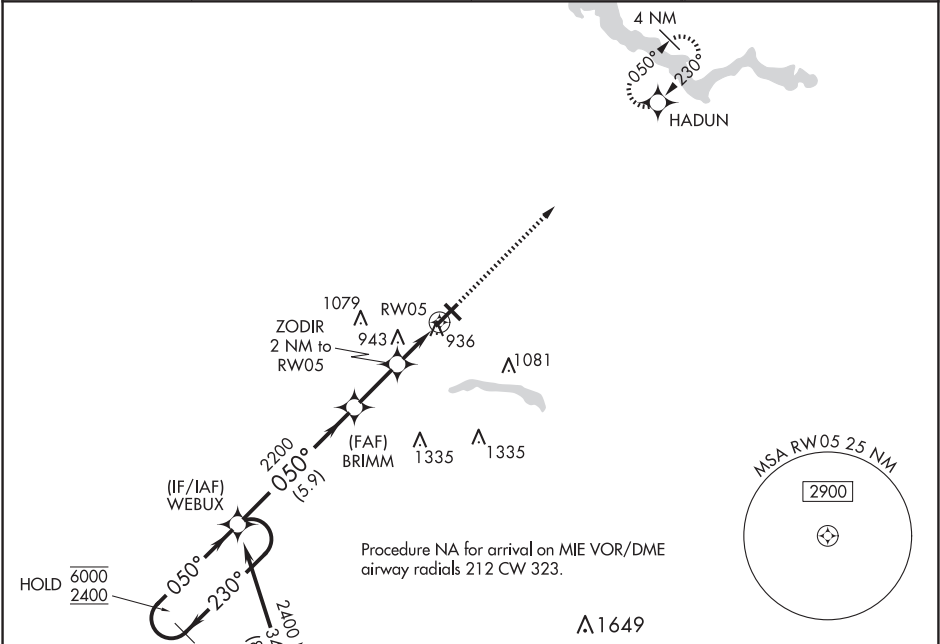 4 NM
050°
230°
HADUN
1079
RW05
ZODIR
2 NM to
RW05
943
936
1081
(FAF)
BRIMM
1335
1335
2200
050°
(5.9)
(IF/IAF)
WEBUX
MSA RW05 25 NM
2900
Procedure NA for arrival on MIE VOR/DME
airway radials 212 CW 323.
HOLD
6000
2400
050°
230°
2400
1649